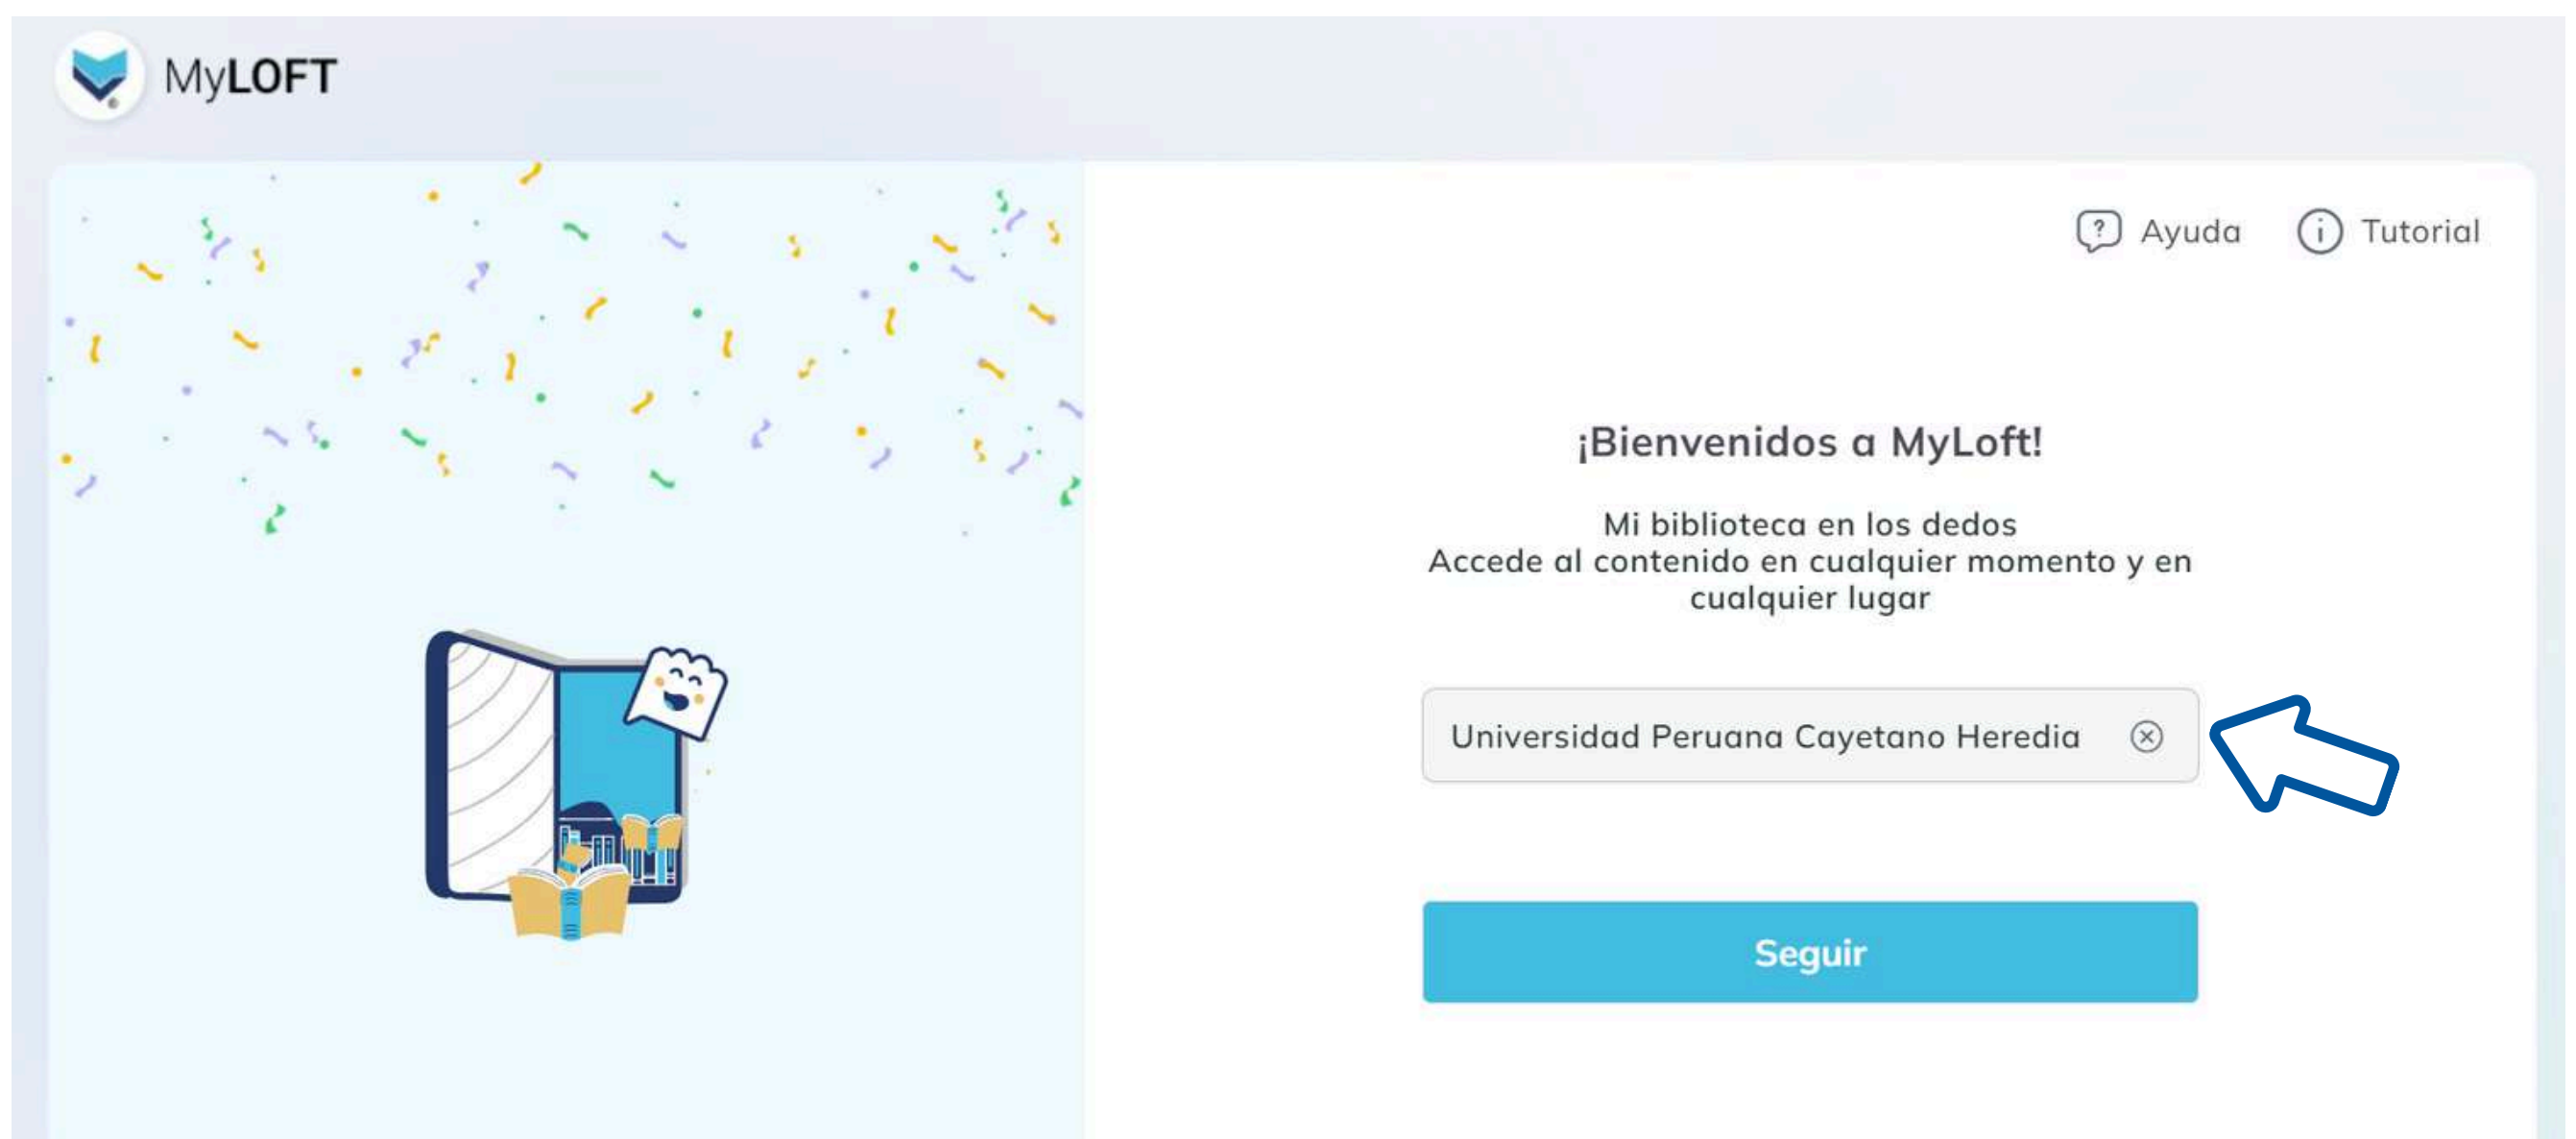 MyLOFT
Ayuda
Tutorial
¡Bienvenidos a MyLoft!
Mi biblioteca en los dedos
Accede al contenido en cualquier momento y en
cualquier lugar
Universidad Peruana Cayetano Heredia
Seguir